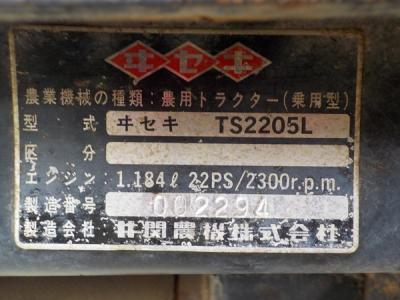 ヰセキ
農業機械の種類：農用トラクター（乗用型）
型式 ヰセキ TS2205L
区分
エンジン 1.184ℓ 22PS/2300r.p.m.
製造番号 002294
製造会社 井関農機株式会社